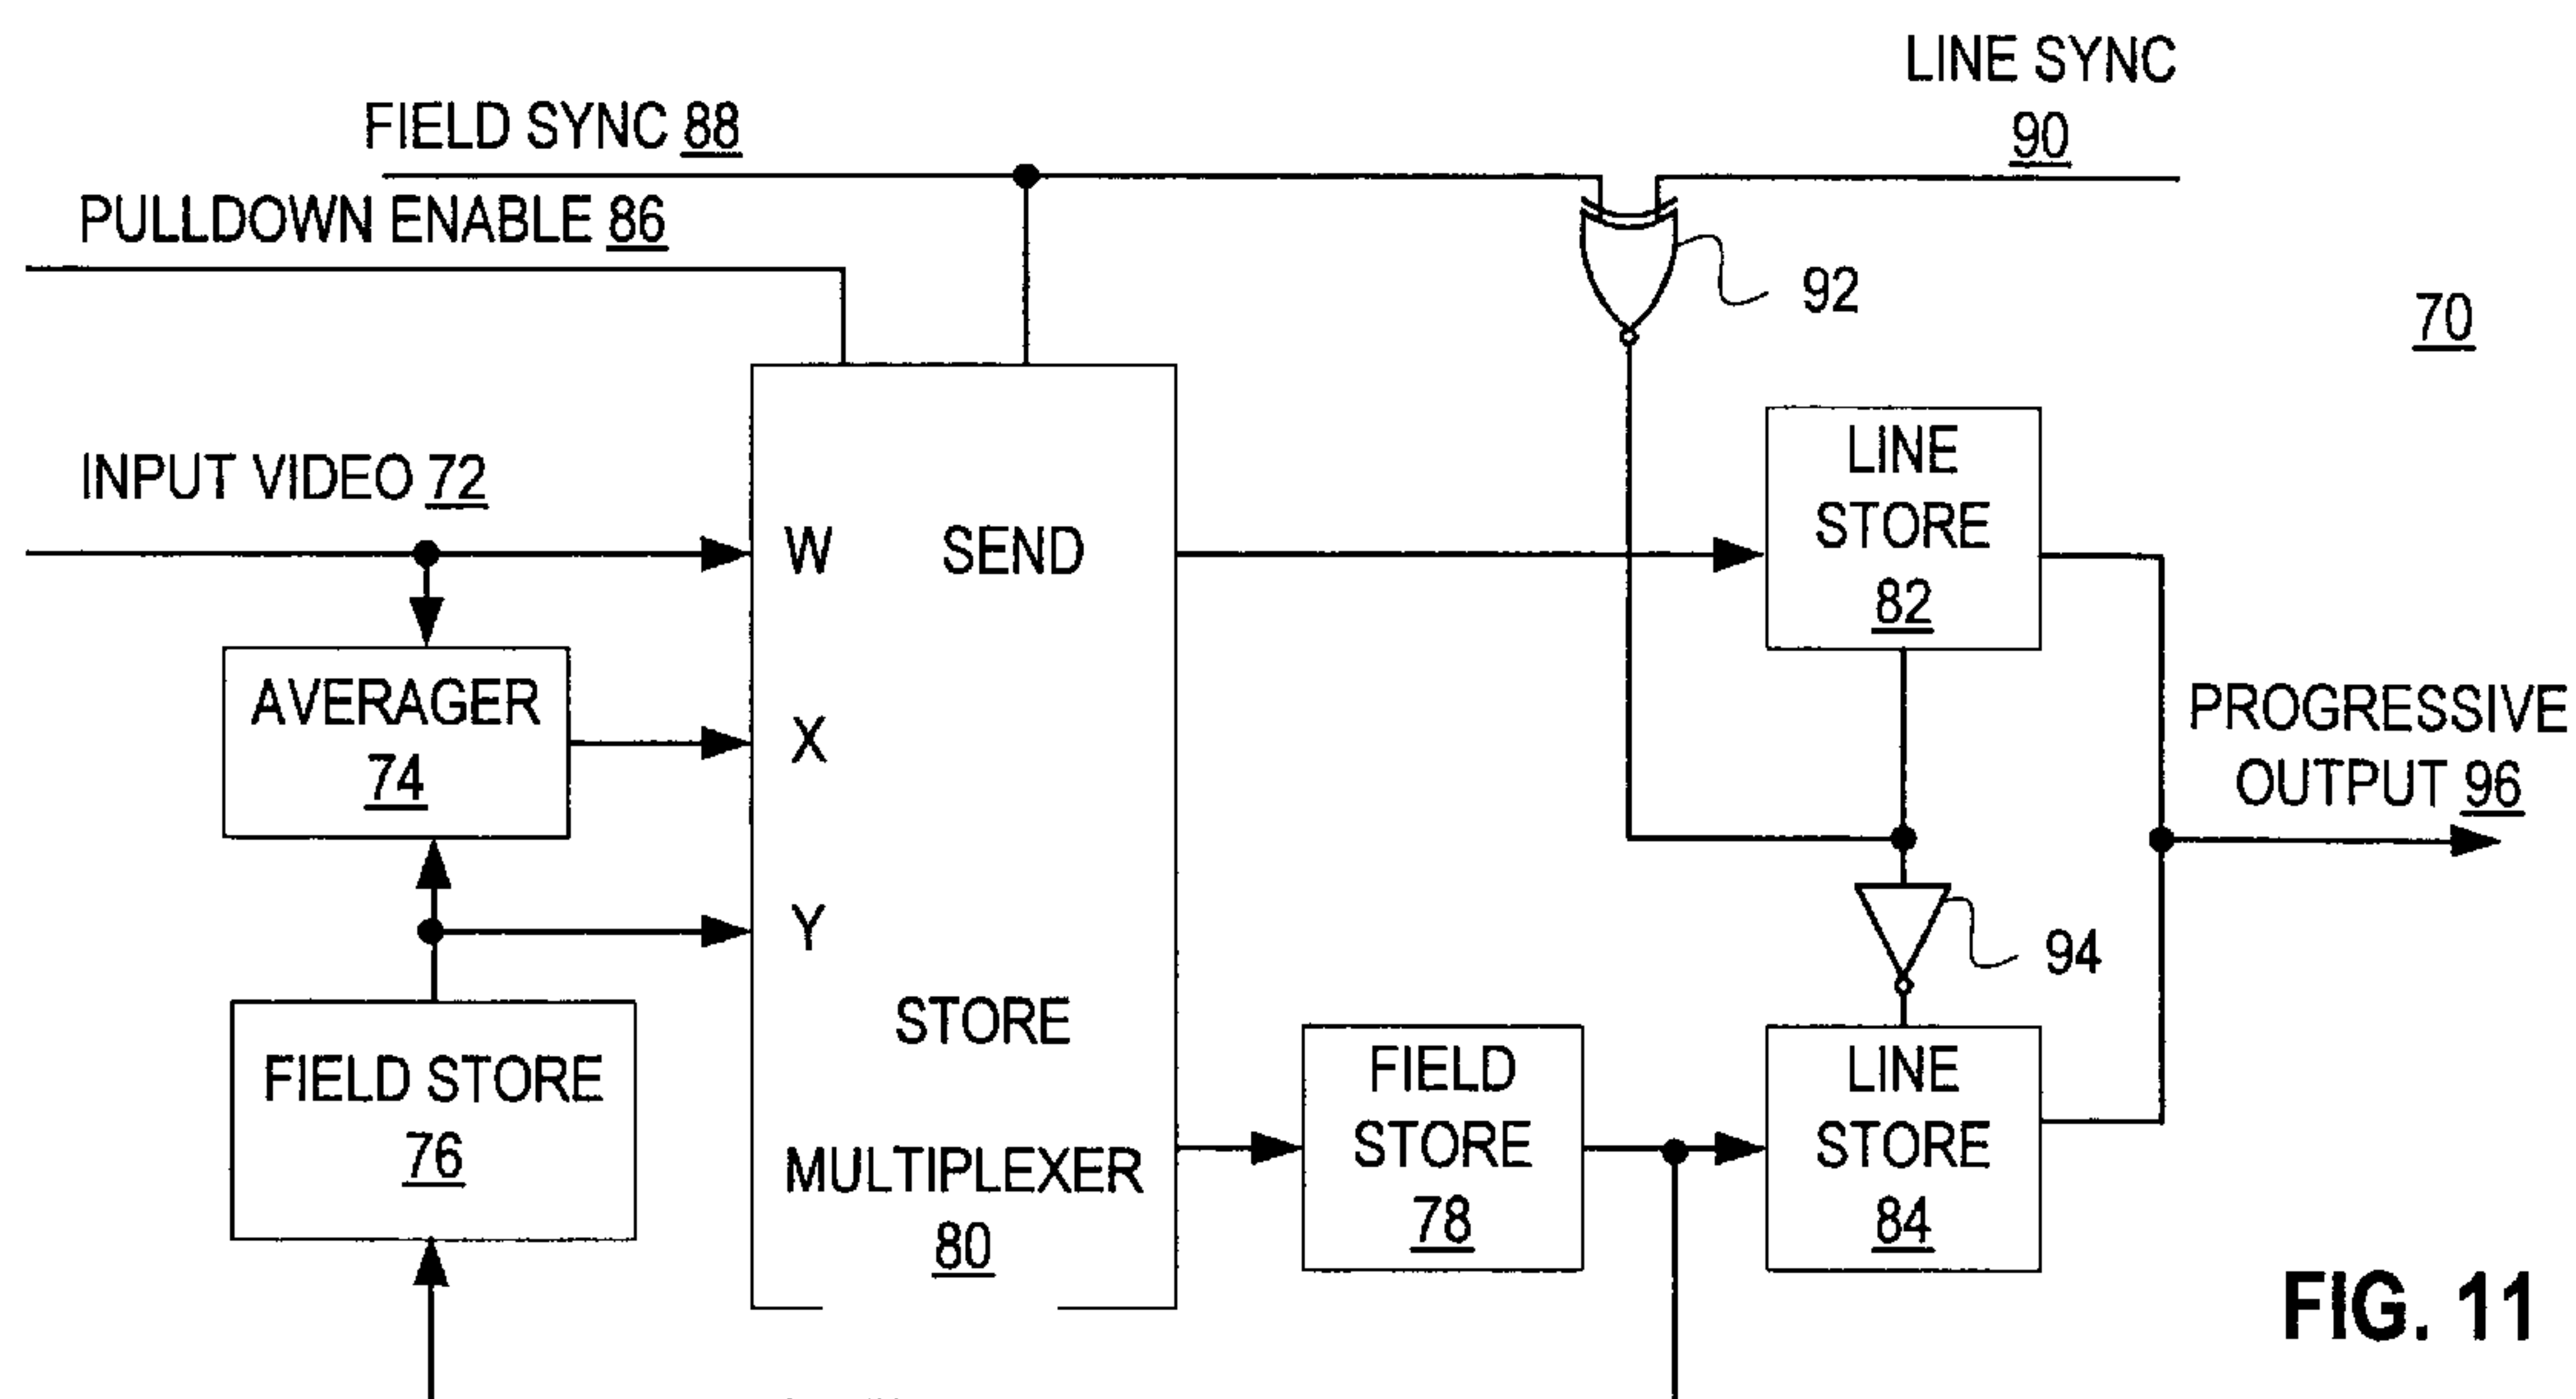 LINE SYNC
90
FIELD SYNC 88
PULLDOWN ENABLE 86
92
70
INPUT VIDEO 72
W
SEND
LINE
STORE
82
AVERAGER
74
X
PROGRESSIVE
OUTPUT 96
Y
94
STORE
FIELD STORE
76
MULTIPLEXER
80
FIELD
STORE
78
LINE
STORE
84
FIG. 11